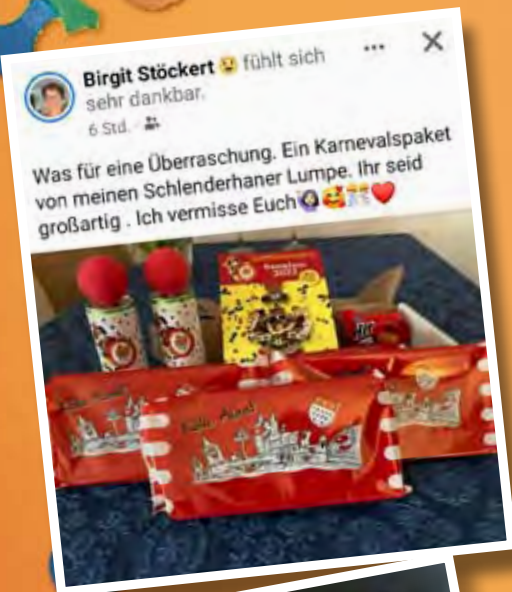 Birgit Stöckert 😢 fühlt sich
sehr dankbar.
6 Std.
Was für eine Überraschung. Ein Karnevalspaket
von meinen Schlenderhaner Lumpe. Ihr seid
großartig . Ich vermisse Euch
Kölle Alaaf
Kölle Alaaf